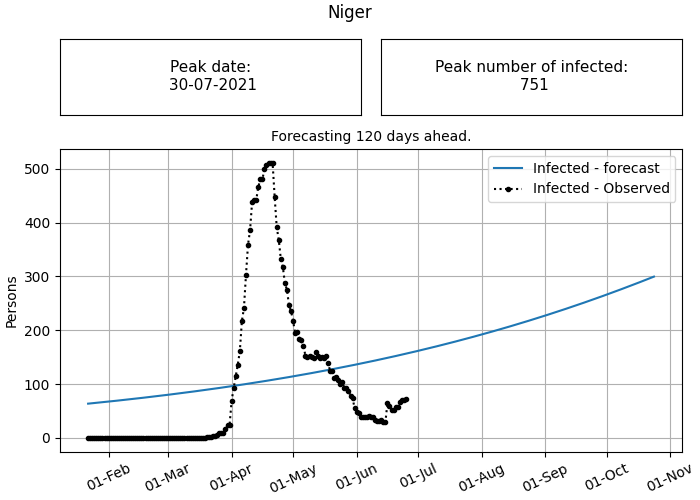 Niger
Peak date:
30-07-2021
Peak number of infected:
751
Forecasting 120 days ahead.
Infected - forecast
Infected - Observed
Persons
500
400
300
200
100
0
01-Feb
01-Mar
01-Apr
01-May
01-Jun
01-Jul
01-Aug
01-Sep
01-Oct
01-Nov